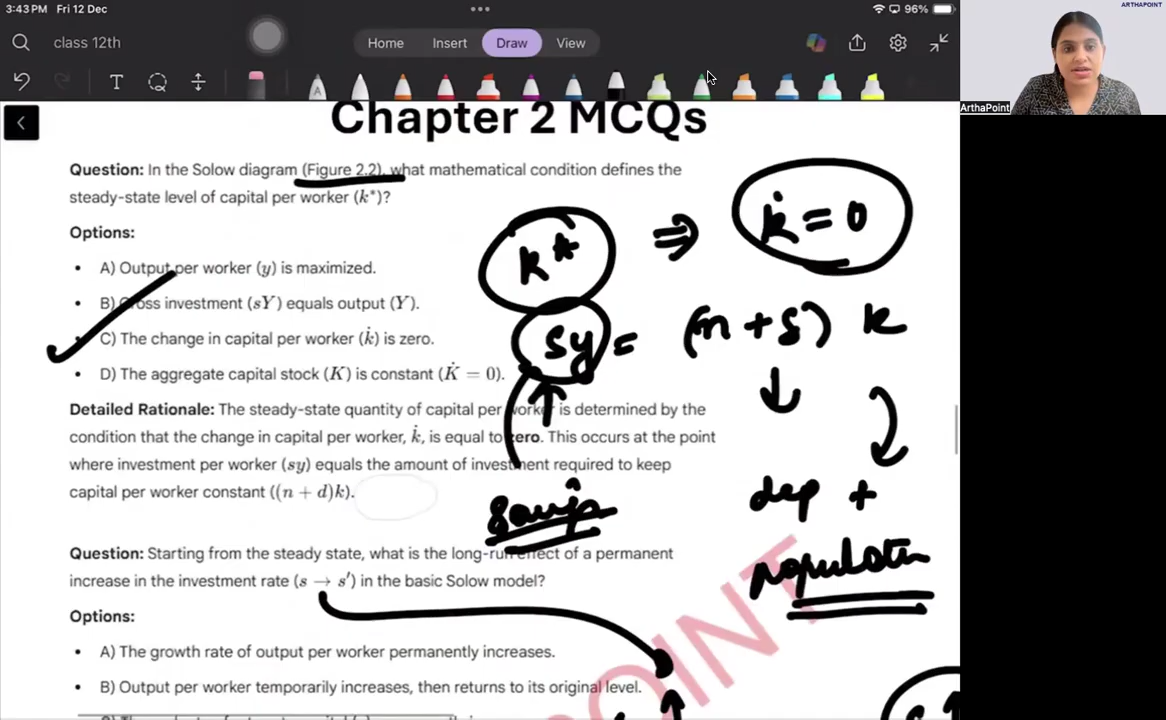 3:43 PM Fri 12 Dec
96%
ARTHAPOINT
class 12th
Home Insert Draw View
ArthaPoint
Chapter 2 MCQs
Question: In the Solow diagram (Figure 2.2), what mathematical condition defines the
steady-state level of capital per worker (k*)?
Options:
A) Output per worker (y) is maximized.
B) Gross investment (sY) equals output (Y).
C) The change in capital per worker (k̇) is zero.
D) The aggregate capital stock (K) is constant (K̇ = 0).
k* ⇒ k̇ = 0
sy = (n + δ) k
dep +
population
Savings
Detailed Rationale: The steady-state quantity of capital per worker is determined by the
condition that the change in capital per worker, k̇, is equal to zero. This occurs at the point
where investment per worker (sy) equals the amount of investment required to keep
capital per worker constant ((n + d)k).
Question: Starting from the steady state, what is the long-run effect of a permanent
increase in the investment rate (s → s′) in the basic Solow model?
Options:
A) The growth rate of output per worker permanently increases.
B) Output per worker temporarily increases, then returns to its original level.
POINT